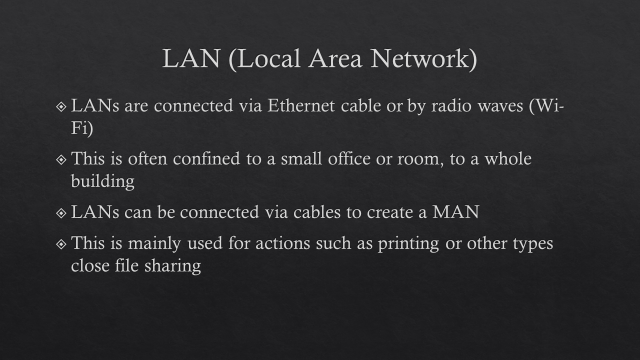 LAN (Local Area Network)
LANs are connected via Ethernet cable or by radio waves (Wi-
Fi)
This is often confined to a small office or room, to a whole
building
LANs can be connected via cables to create a MAN
This is mainly used for actions such as printing or other types
close file sharing